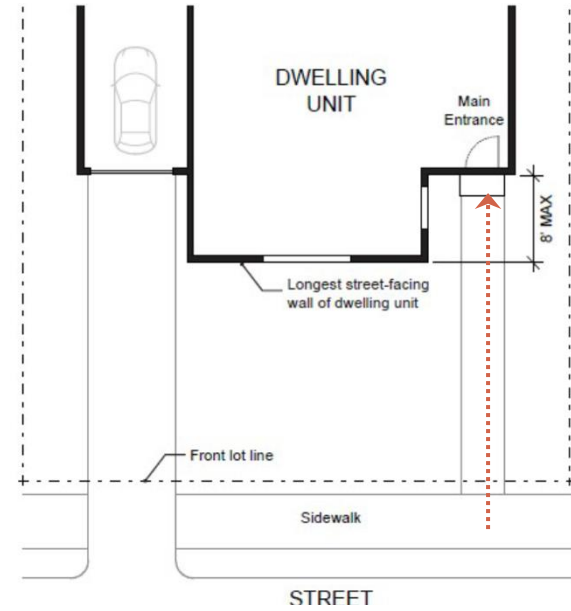 DWELLING
UNIT
Main
Entrance
8' MAX
Longest street-facing
wall of dwelling unit
Front lot line
Sidewalk
STREET